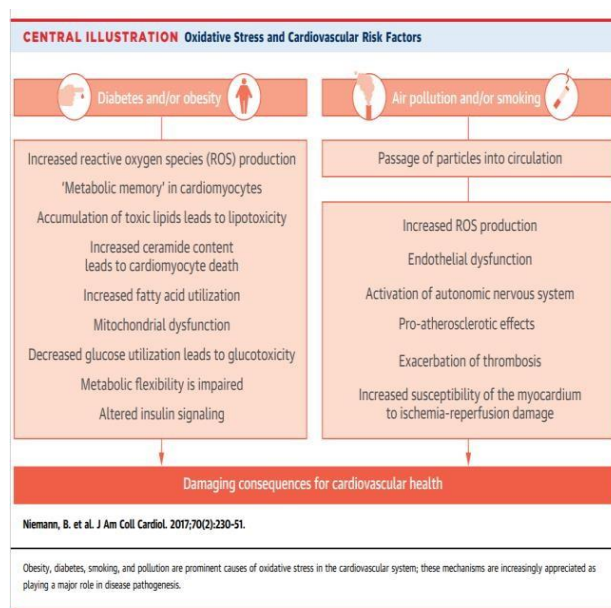 CENTRAL ILLUSTRATION Oxidative Stress and Cardiovascular Risk Factors
Diabetes and/or obesity
Increased reactive oxygen species (ROS) production
'Metabolic memory' in cardiomyocytes
Accumulation of toxic lipids leads to lipotoxicity
Increased ceramide content
leads to cardiomyocyte death
Increased fatty acid utilization
Mitochondrial dysfunction
Decreased glucose utilization leads to glucotoxicity
Metabolic flexibility is impaired
Altered insulin signaling
Air pollution and/or smoking
Passage of particles into circulation
Increased ROS production
Endothelial dysfunction
Activation of autonomic nervous system
Pro-atherosclerotic effects
Exacerbation of thrombosis
Increased susceptibility of the myocardium
to ischemia-reperfusion damage
Damaging consequences for cardiovascular health
Niemann, B. et al. J Am Coll Cardiol. 2017;70(2):230-51.
Obesity, diabetes, smoking, and pollution are prominent causes of oxidative stress in the cardiovascular system; these mechanisms are increasingly appreciated as
playing a major role in disease pathogenesis.